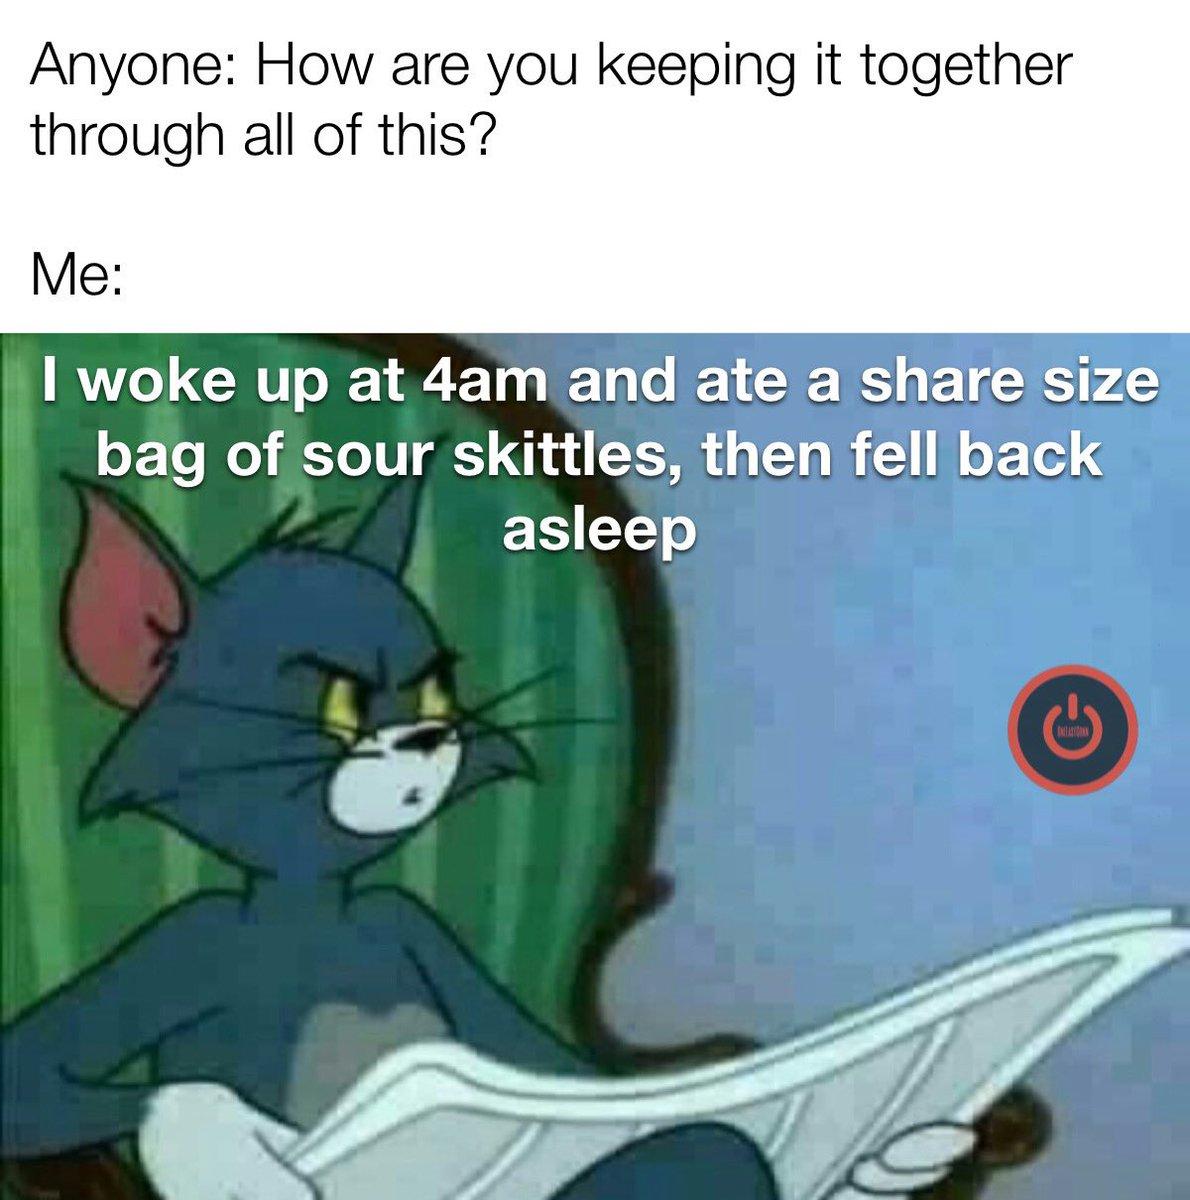 Anyone: How are you keeping it together
through all of this?
Me:
I woke up at 4am and ate a share size
bag of sour skittles, then fell back
asleep